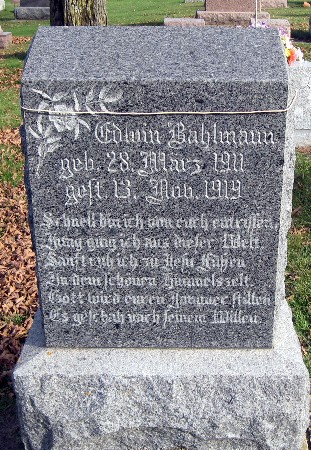 Edwin Bahlmann
geb. 28. März 1911
gest. 13. Nov. 1919
Schnell bin ich von euch entrissen,
Jung ging ich aus dieser Welt.
Sanft ruh ich zu Jesu Füßen
In dem schönen Himmelszelt.
Gott wird euren Jammer stillen
Es geschah nach seinem Willen.